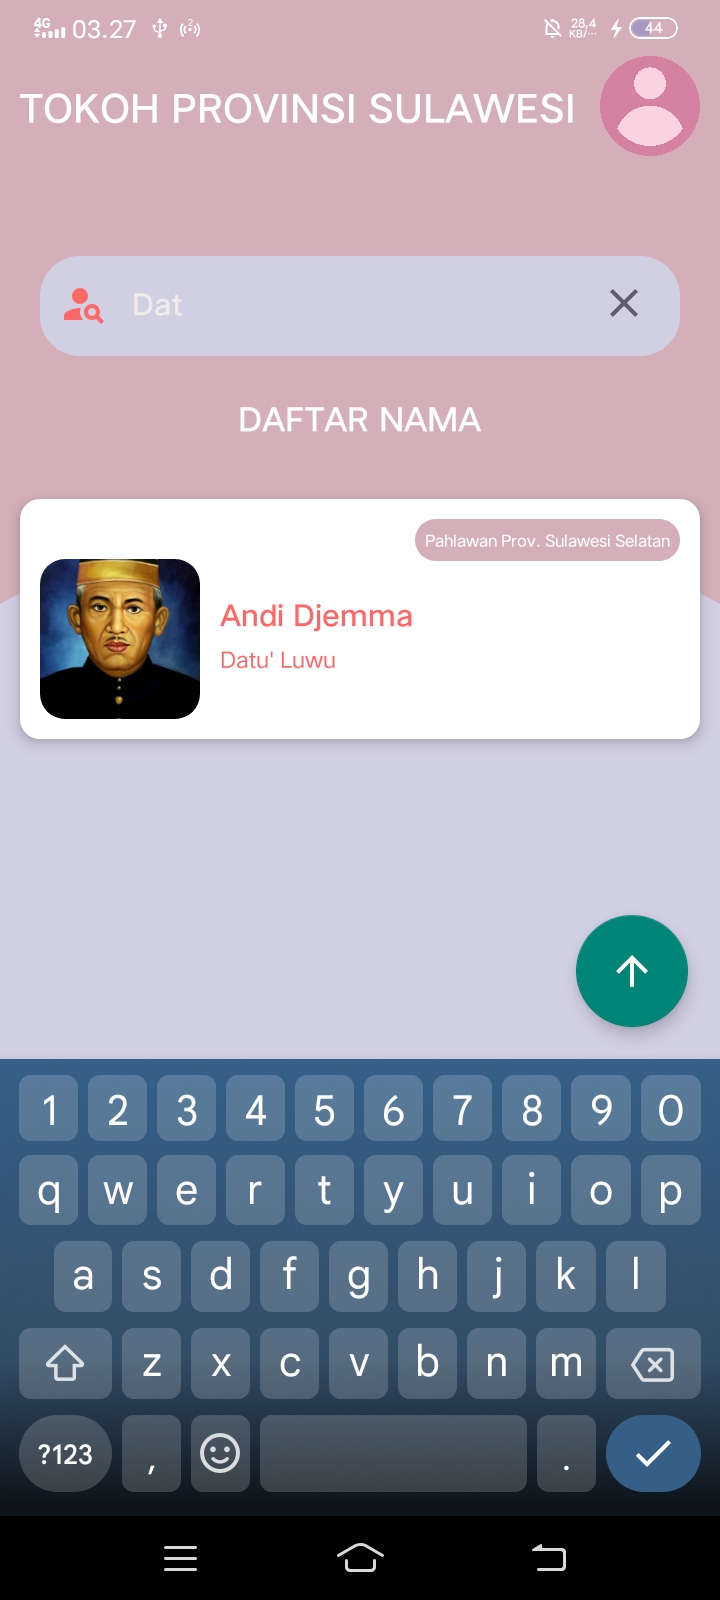 4G 03.27 2 28,4 KB/... 44
TOKOH PROVINSI SULAWESI
Dat
DAFTAR NAMA
Pahlawan Prov. Sulawesi Selatan
Andi Djemma
Datu' Luwu
1 2 3 4 5 6 7 8 9 0
q w e r t y u i o p
a s d f g h j k l
z x c v b n m
?123 , .